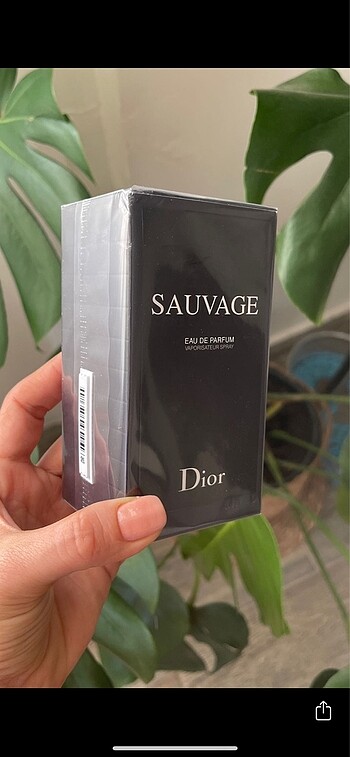 SAUVAGE
EAU DE PARFUM
VAPORISATEUR SPRAY
Dior